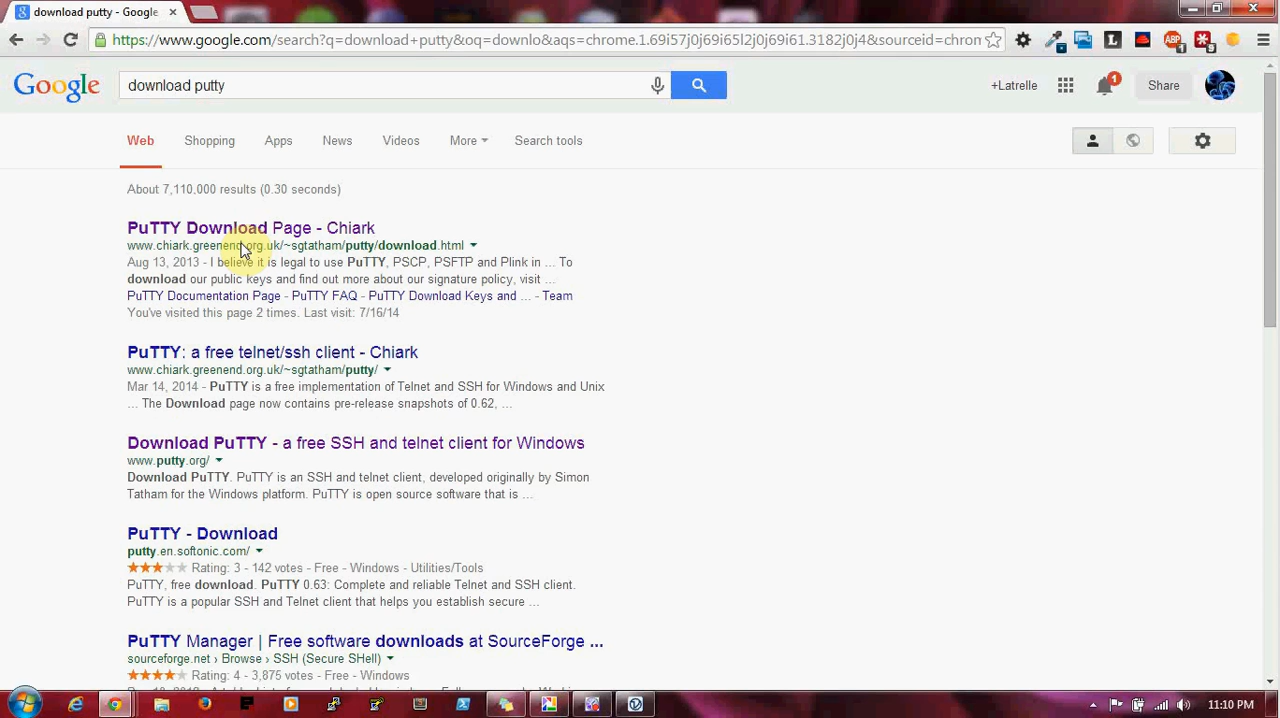 download putty - Google
https://www.google.com/search?q=download+putty&oq=downlo&aqs=chrome.1.69i57j0j69i65l2j0j69i61.3182j0j4&sourceid=chrom
Google
download putty
+Latrelle
1
Share
Web Shopping Apps News Videos More Search tools
About 7,110,000 results (0.30 seconds)
PuTTY Download Page - Chiark
www.chiark.greenend.org.uk/~sgtatham/putty/download.html
Aug 13, 2013 - I believe it is legal to use PuTTY, PSCP, PSFTP and Plink in ... To
download our public keys and find out more about our signature policy, visit ...
PuTTY Documentation Page - PuTTY FAQ - PuTTY Download Keys and ... - Team
You've visited this page 2 times. Last visit: 7/16/14
PuTTY: a free telnet/ssh client - Chiark
www.chiark.greenend.org.uk/~sgtatham/putty/
Mar 14, 2014 - PuTTY is a free implementation of Telnet and SSH for Windows and Unix
... The Download page now contains pre-release snapshots of 0.62, ...
Download PuTTY - a free SSH and telnet client for Windows
www.putty.org/
Download PuTTY. PuTTY is an SSH and telnet client, developed originally by Simon
Tatham for the Windows platform. PuTTY is open source software that is ...
PuTTY - Download
putty.en.softonic.com/
Rating: 3 - 142 votes - Free - Windows - Utilities/Tools
PuTTY, free download. PuTTY 0.63: Complete and reliable Telnet and SSH client.
PuTTY is a popular SSH and Telnet client that helps you establish secure ...
PuTTY Manager | Free software downloads at SourceForge ...
sourceforge.net › Browse › SSH (Secure SHell)
Rating: 4 - 3,875 votes - Free - Windows
11:10 PM